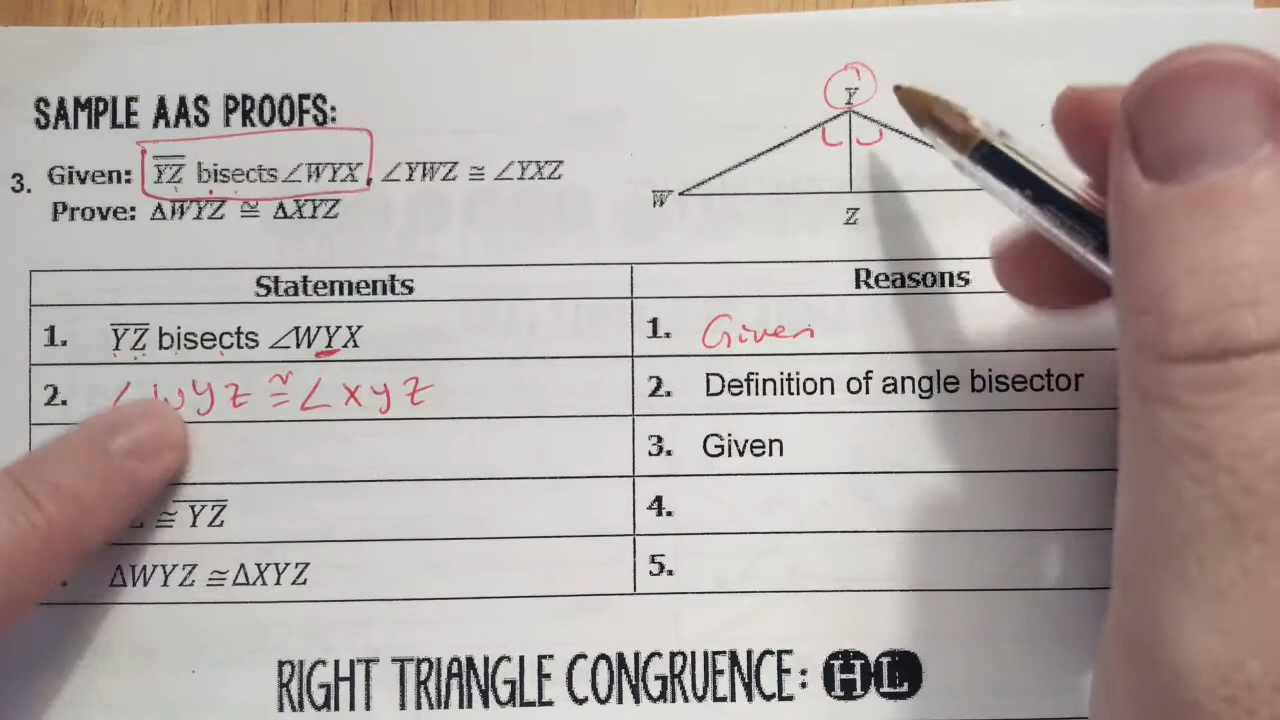 SAMPLE AAS PROOFS:
3. Given: YZ bisects ∠WYX, ∠YWZ ≅ ∠YXZ
Prove: ΔWYZ ≅ ΔXYZ
Y
W
Z
Statements Reasons
1. YZ bisects ∠WYX 1. Given
2. ∠WYZ ≅ ∠XYZ 2. Definition of angle bisector
3. Given
≅ YZ 4.
ΔWYZ ≅ ΔXYZ 5.
RIGHT TRIANGLE CONGRUENCE: HL